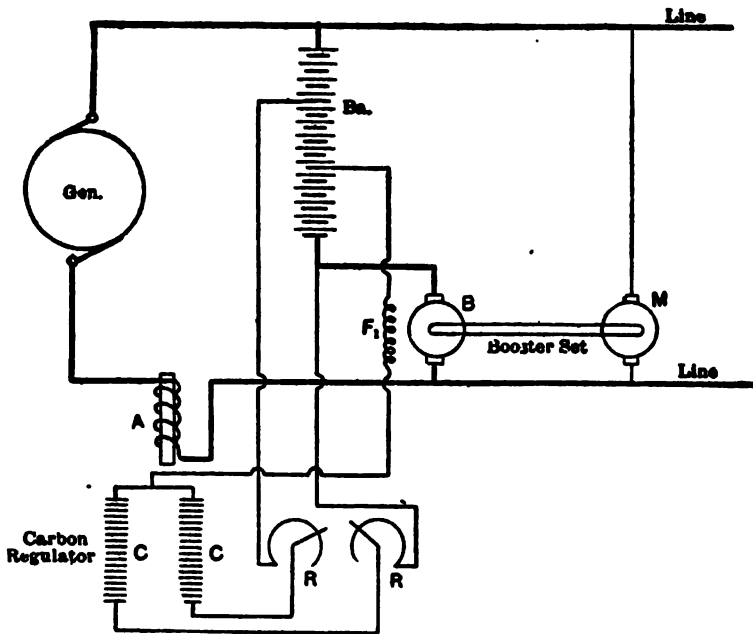 Line
Ba.
Gen.
B
M
F1
Booster Set
Line
A
Carbon
Regulator
C
C
R
R